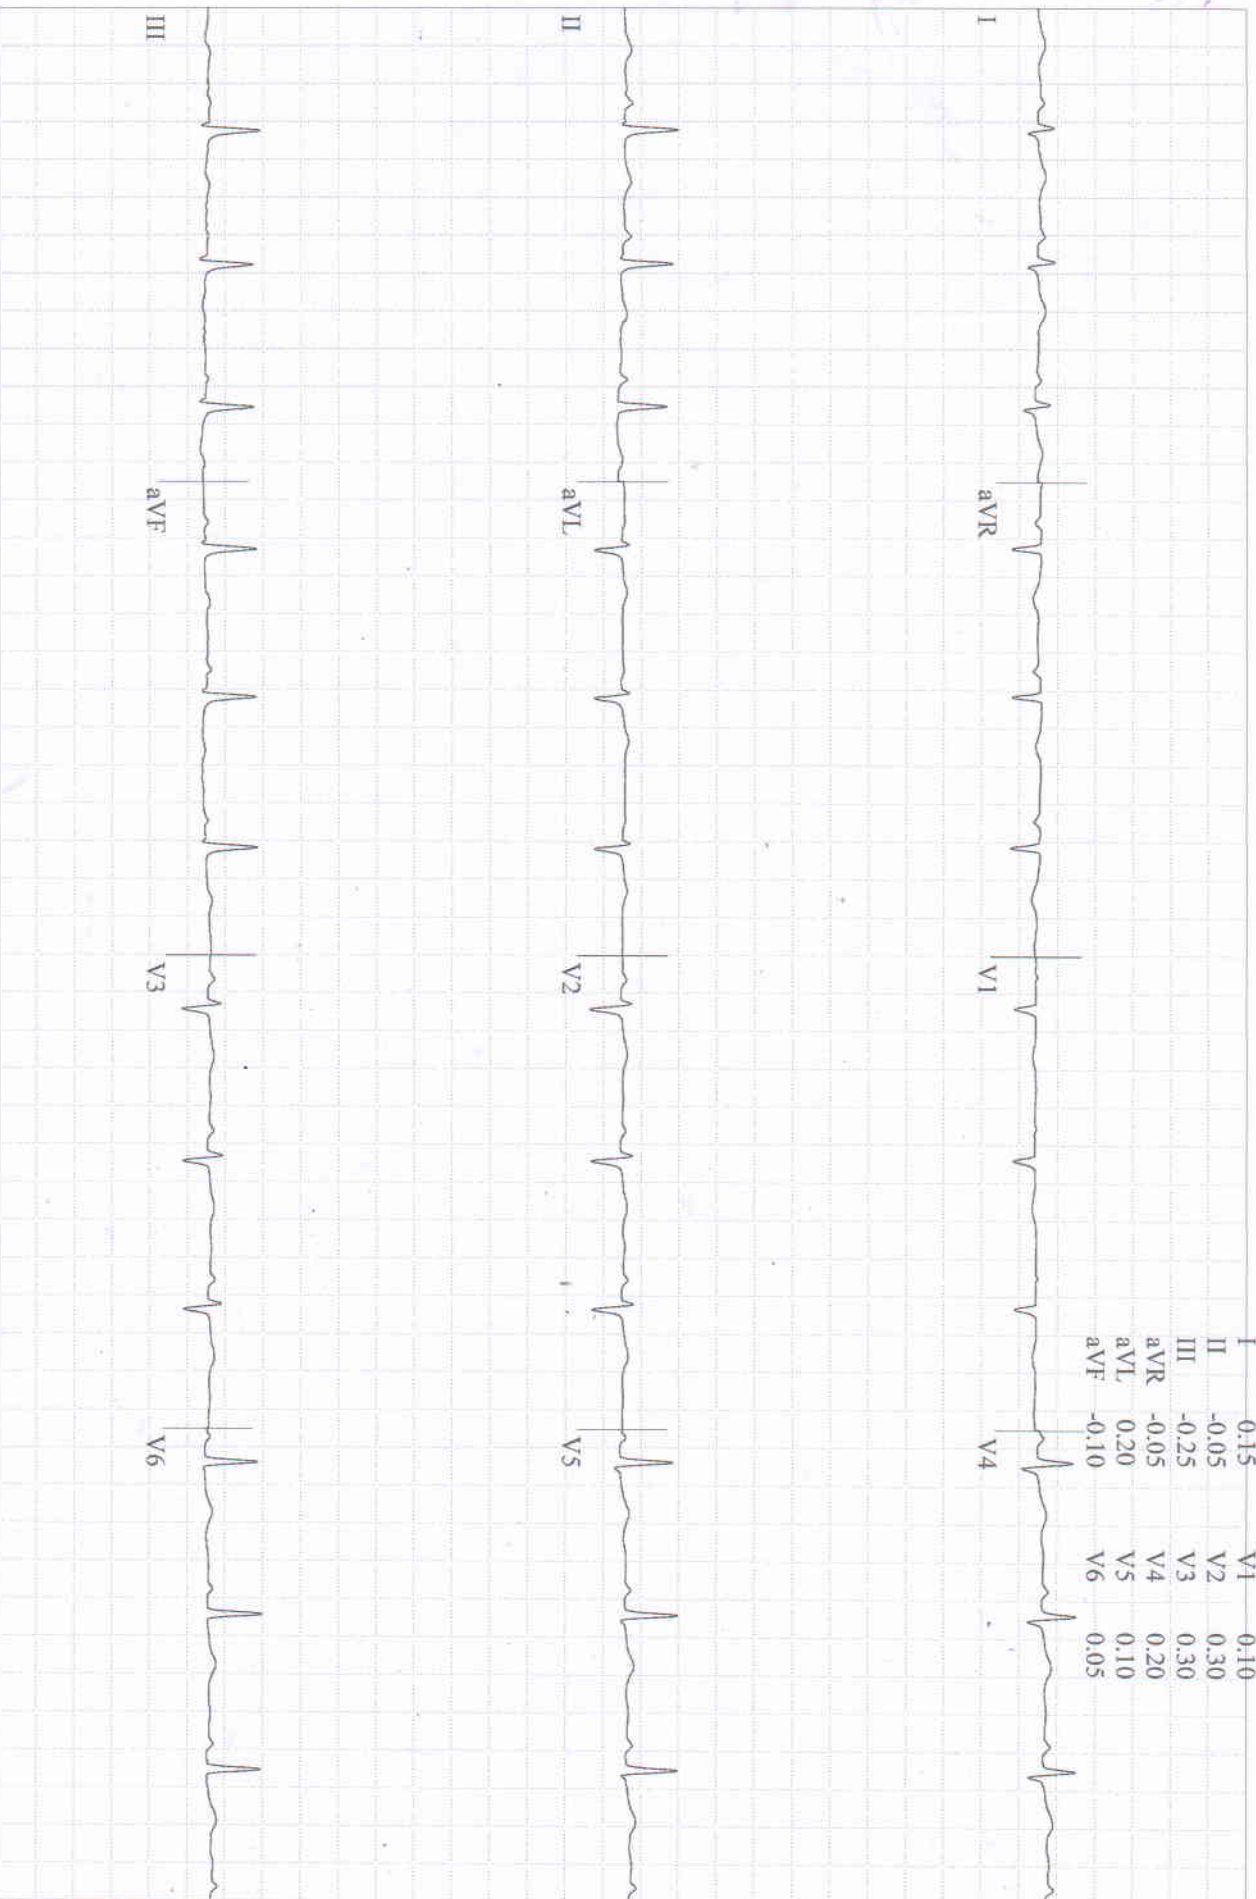 I 0.15 V1 0.10
II -0.05 V2 0.30
III -0.25 V3 0.30
aVR -0.05 V4 0.20
aVL 0.20 V5 0.10
aVF -0.10 V6 0.05
I aVR V1 V4
II aVL V2 V5
III aVF V3 V6